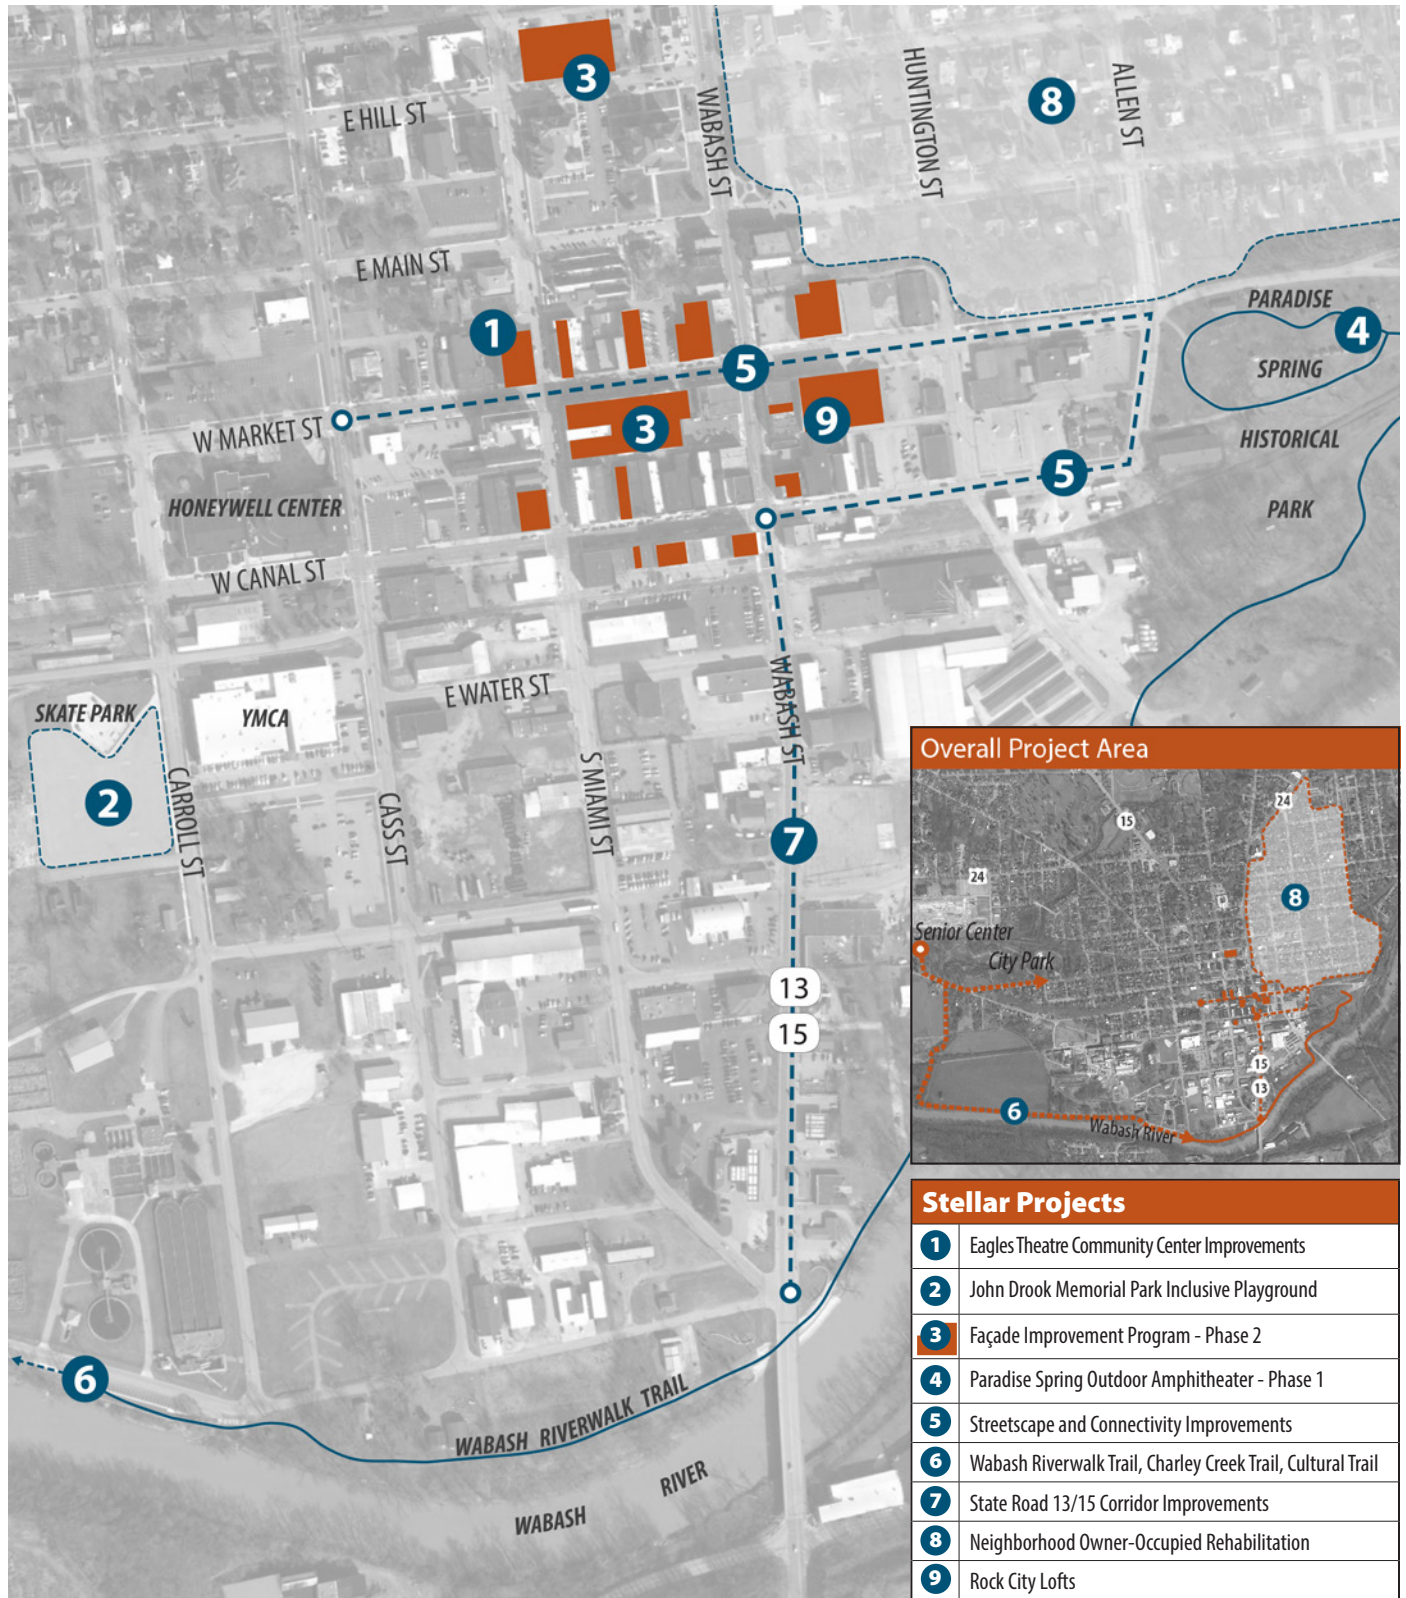 3
E HILL ST
WABASH ST
HUNTINGTON ST
8
ALLEN ST
E MAIN ST
1
PARADISE
4
SPRING
5
W MARKET ST
3
9
HISTORICAL
5
HONEYWELL CENTER
PARK
W CANAL ST
E WATER ST
WABASH ST
SKATE PARK
YMCA
2
CARROLL ST
CASS ST
S MIAMI ST
7
13
15
6
WABASH RIVERWALK TRAIL
WABASH
RIVER
Overall Project Area
24
15
24
8
Senior Center
City Park
15
13
6
Wabash River
Stellar Projects
1 Eagles Theatre Community Center Improvements
2 John Drook Memorial Park Inclusive Playground
3 Façade Improvement Program - Phase 2
4 Paradise Spring Outdoor Amphitheater - Phase 1
5 Streetscape and Connectivity Improvements
6 Wabash Riverwalk Trail, Charley Creek Trail, Cultural Trail
7 State Road 13/15 Corridor Improvements
8 Neighborhood Owner-Occupied Rehabilitation
9 Rock City Lofts